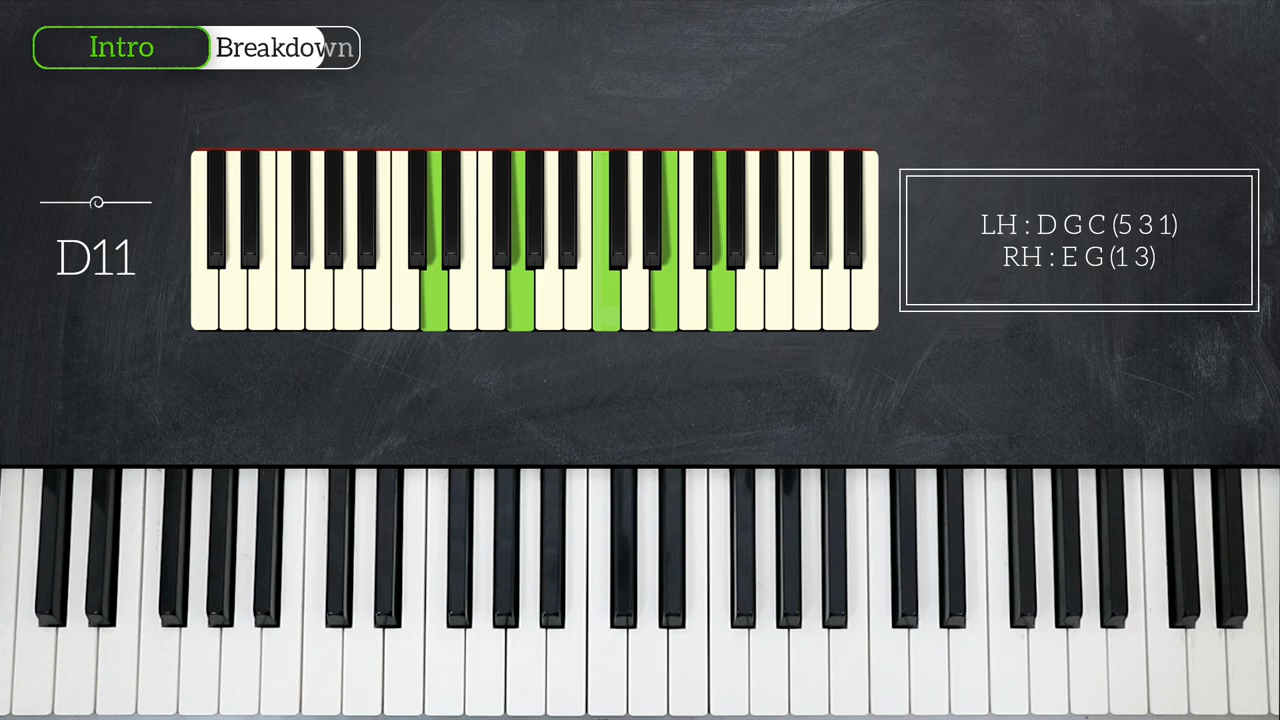 Intro
Breakdown
D11
LH : D G C (5 3 1)
RH : E G (1 3)